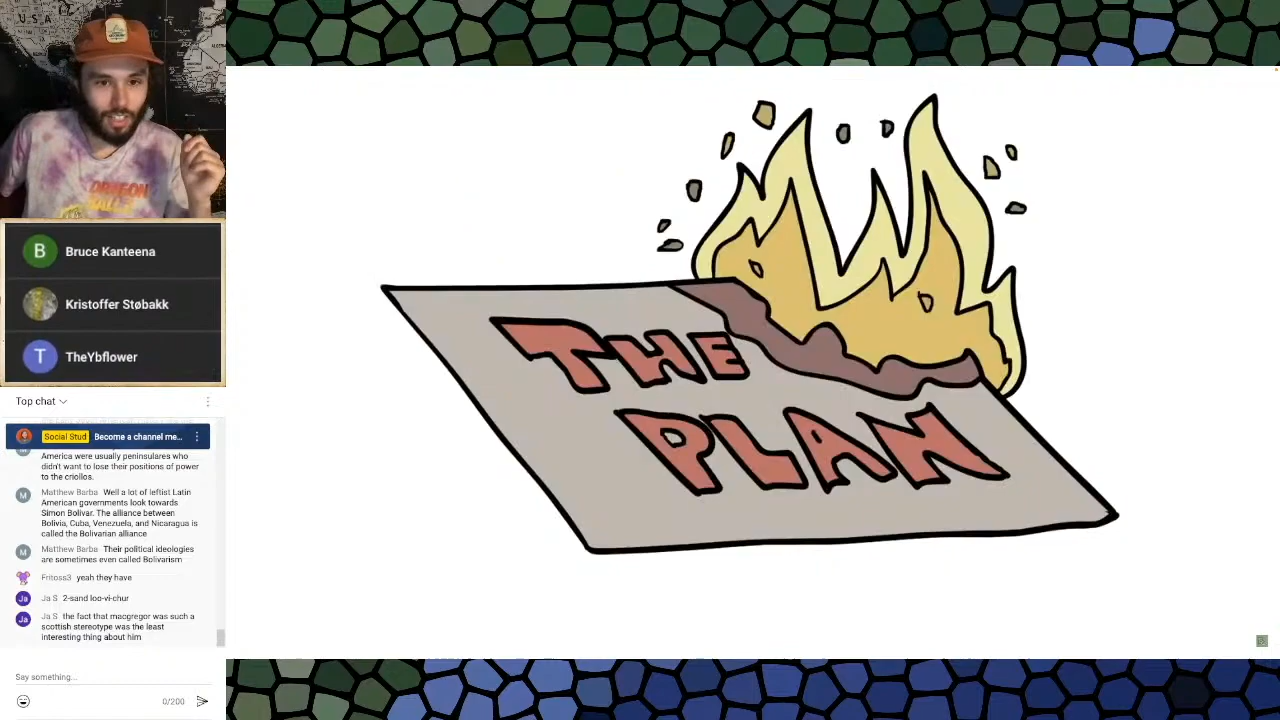 U S A
DRAGON
BALL
B
Bruce Kanteena
Kristoffer Støbakk
T
TheYbflower
Top chat
Social Stud Become a channel me...
America were usually peninsulares who
didn't want to lose their positions of power
to the criollos.
M
Matthew Barba Well a lot of leftist Latin
American governments look towards
Simon Bolivar. The alliance between
Bolivia, Cuba, Venezuela, and Nicaragua is
called the Bolivarian alliance
M
Matthew Barba Their political ideologies
are sometimes even called Bolivarism
Fritoss3 yeah they have
Ja
Ja S 2-sand loo-vi-chur
Ja
Ja S the fact that macgregor was such a
scottish stereotype was the least
interesting thing about him
Say something...
0/200
THE
PLAN